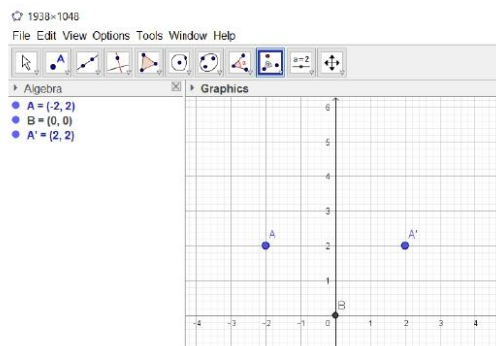 1938×1048
File Edit View Options Tools Window Help
a=2
Algebra
Graphics
A = (-2, 2)
B = (0, 0)
A' = (2, 2)
6
5
4
3
A
A'
2
1
B
-4 -3 -2 -1 0 1 2 3 4